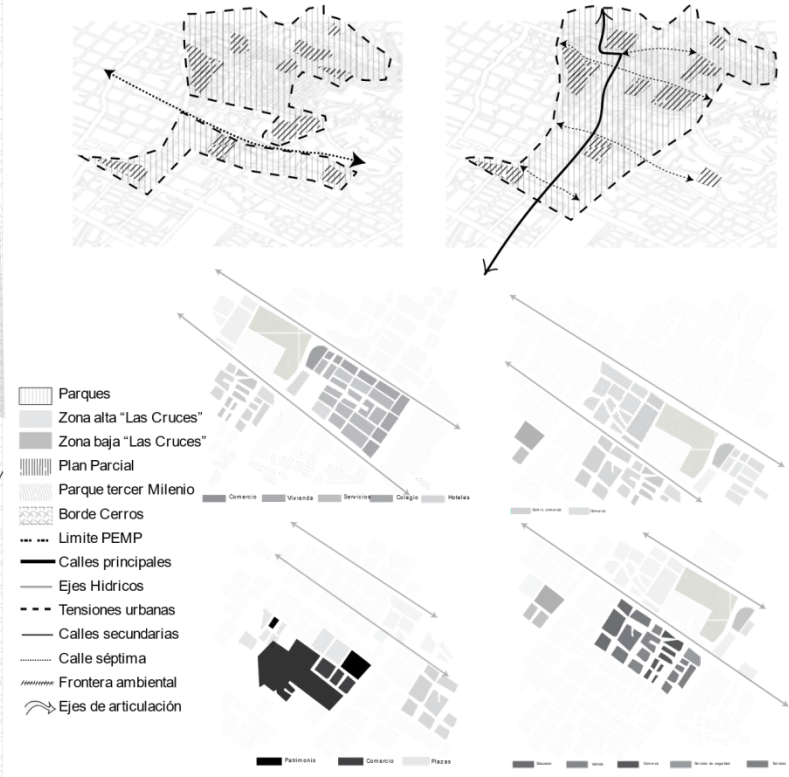 Parques
Zona alta “Las Cruces”
Zona baja “Las Cruces”
Plan Parcial
Parque tercer Milenio
Borde Cerros
Limite PEMP
Calles principales
Ejes Hidricos
Tensiones urbanas
Calles secundarias
Calle séptima
Frontera ambiental
Ejes de articulación
Comercio Vivienda Servicios Colegio Hoteles
Patrimonio Comercio Plazas